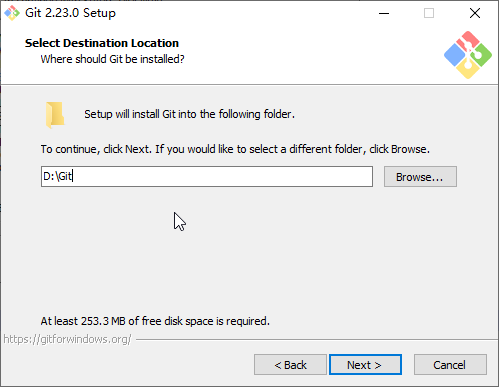 Git 2.23.0 Setup
Select Destination Location
Where should Git be installed?
Setup will install Git into the following folder.
To continue, click Next. If you would like to select a different folder, click Browse.
D:\Git
Browse...
At least 253.3 MB of free disk space is required.
https://gitforwindows.org/
< Back
Next >
Cancel